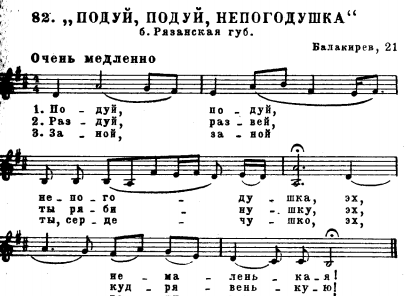 82. „ПОДУЙ, ПОДУЙ, НЕПОГОДУШКА“
б. Рязанская губ.
Балакирев, 21
Очень медленно
1. По - дуй, по - дуй,
2. Раз - дуй, раз - вей,
3. За - ной, за - ной
не - по - го - ду - шка, эх,
ты ря - би - ну - шку, эх,
ты, сер - де - чу - шко, эх,
не - ма - лень - ка - я!
куд - ря - вень - ку - ю!